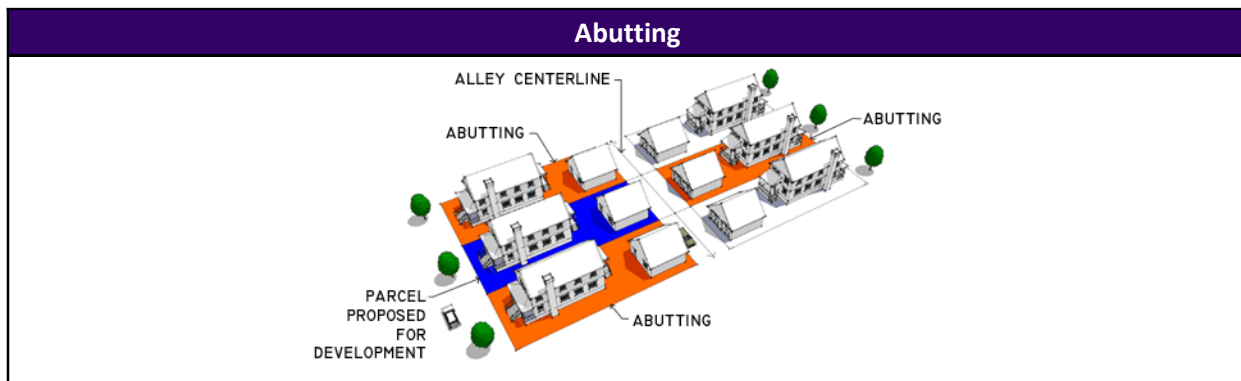 Abutting
ALLEY CENTERLINE
ABUTTING
ABUTTING
PARCEL
PROPOSED
FOR
DEVELOPMENT
ABUTTING